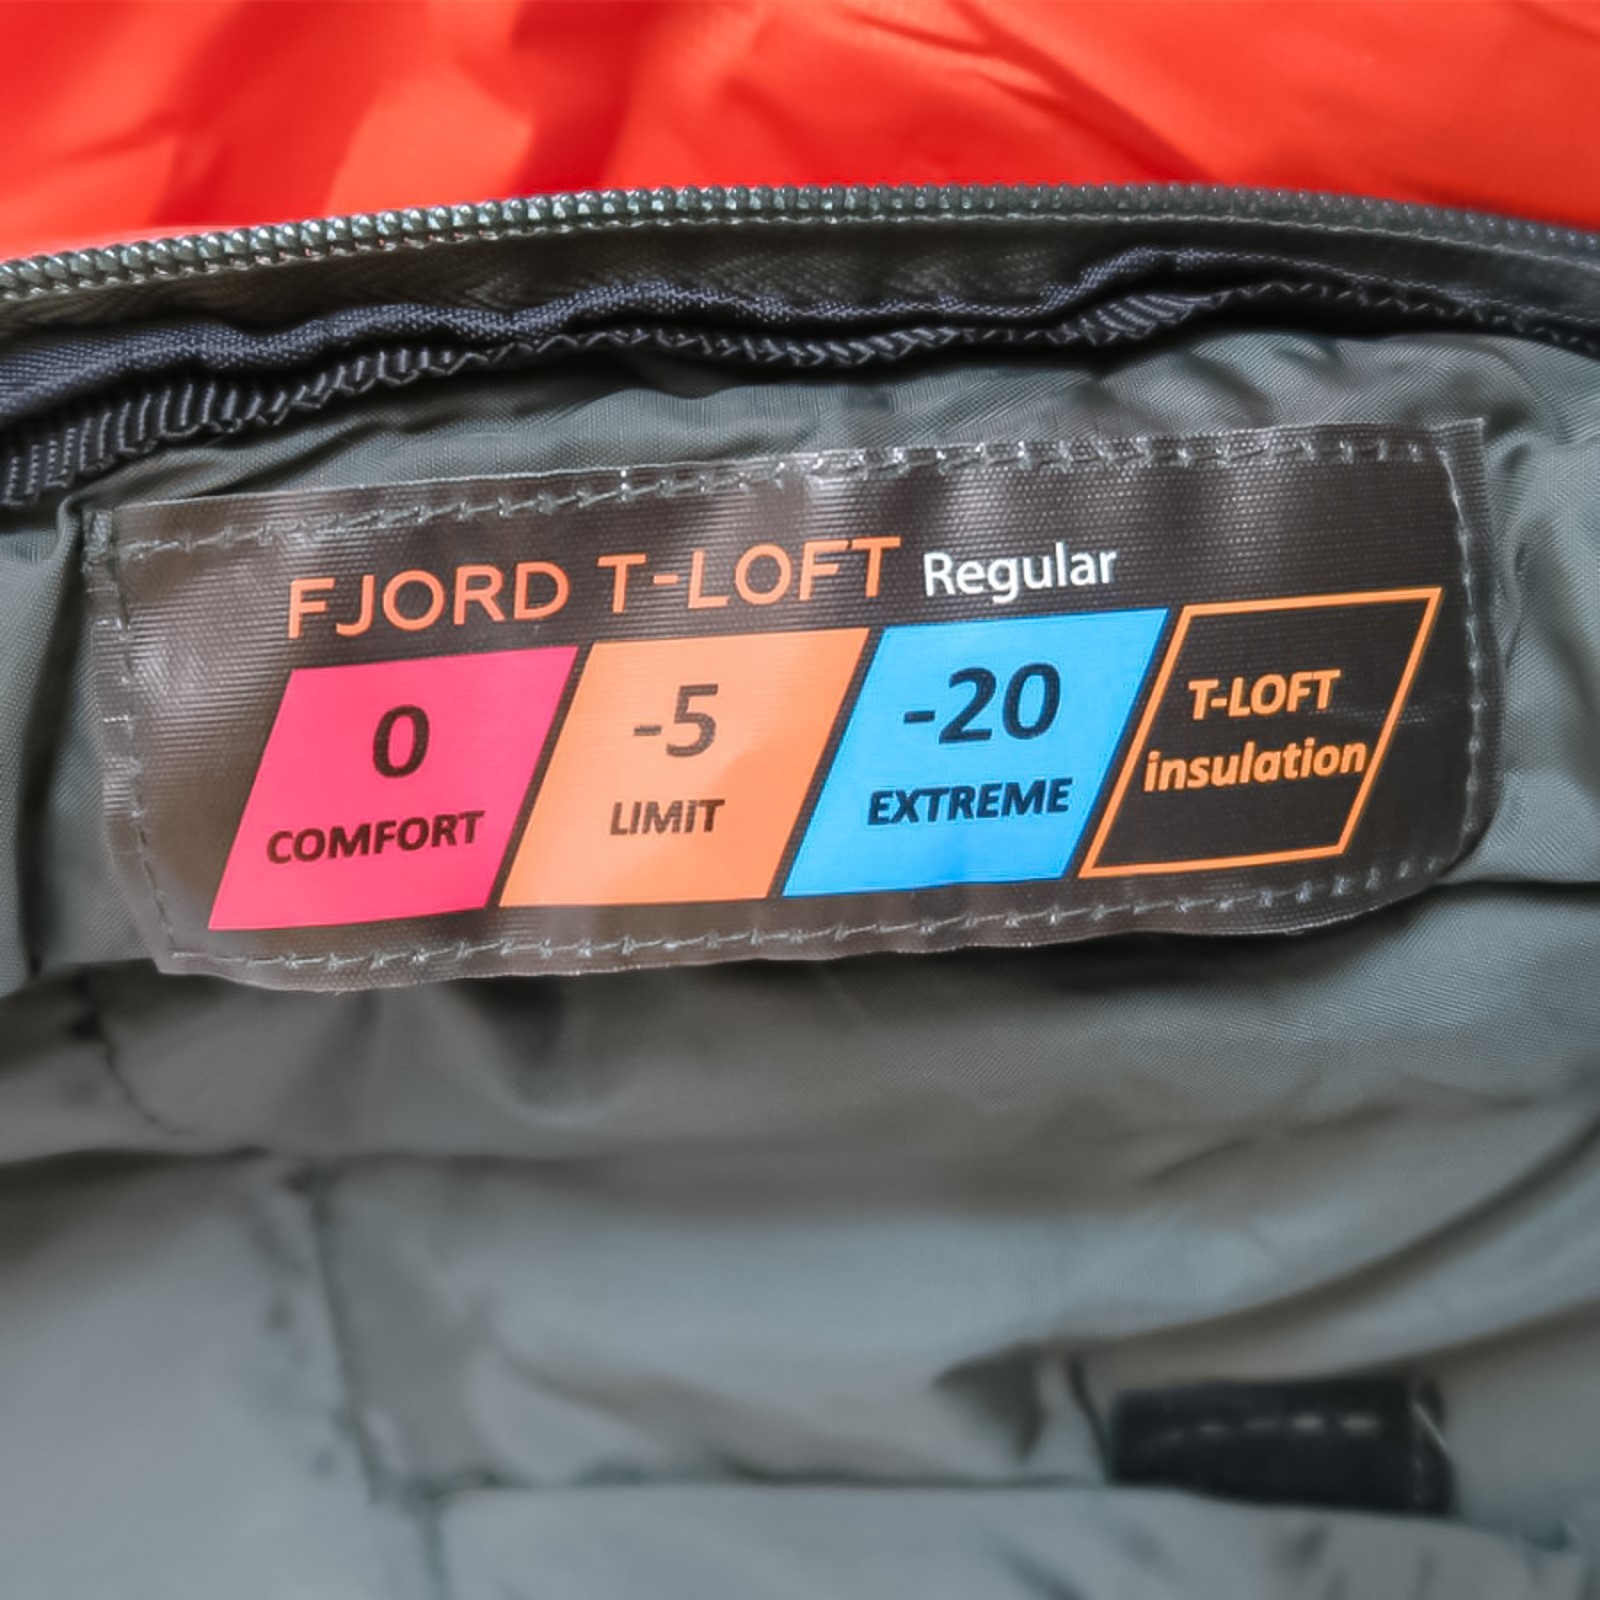 FJORD T-LOFT Regular
0
COMFORT
-5
LIMIT
-20
EXTREME
T-LOFT
insulation